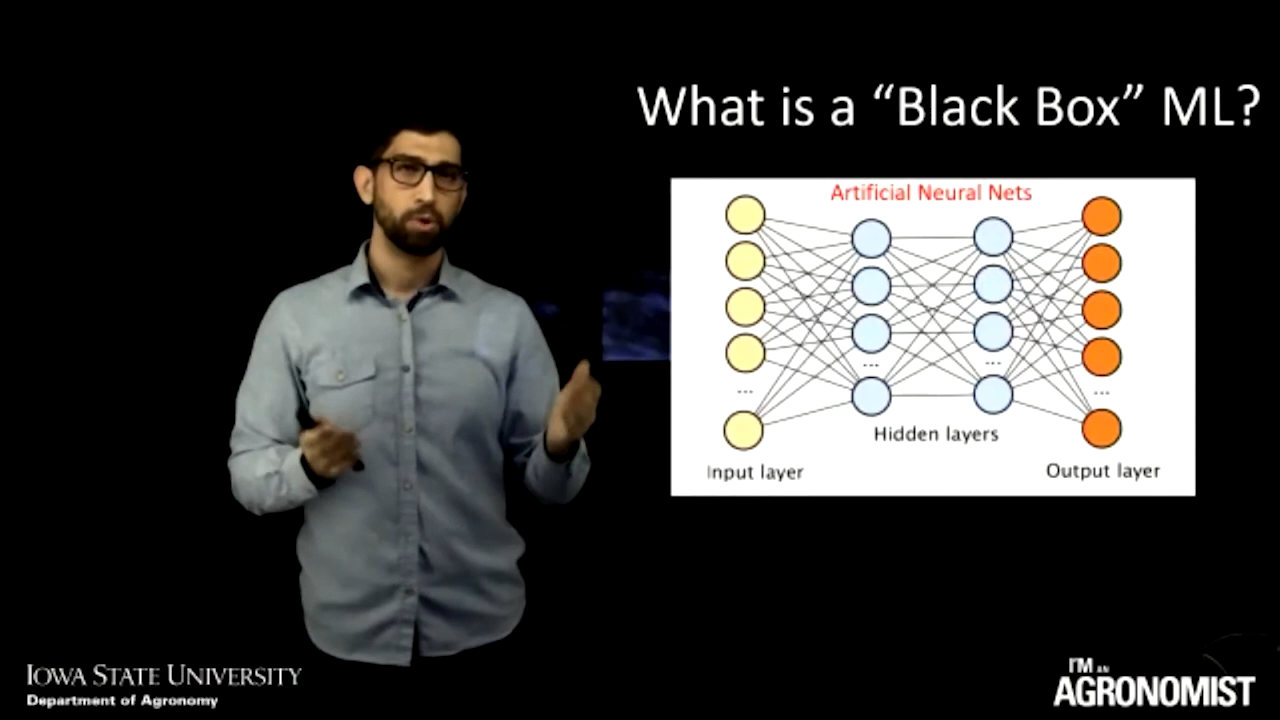 What is a “Black Box” ML?
Artificial Neural Nets
...
...
...
...
Hidden layers
Input layer
Output layer
IOWA STATE UNIVERSITY
Department of Agronomy
I'M AN
AGRONOMIST